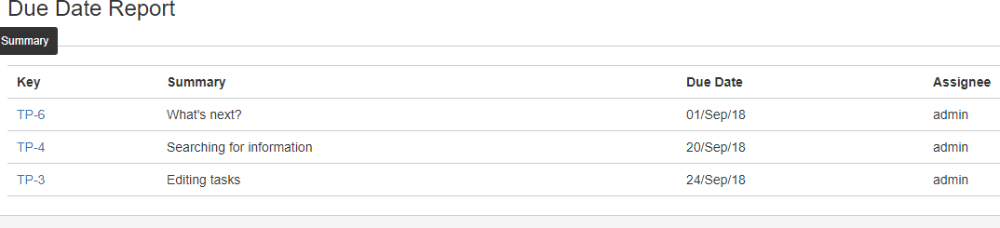 Due Date Report
Summary
Key Summary Due Date Assignee
TP-6 What's next? 01/Sep/18 admin
TP-4 Searching for information 20/Sep/18 admin
TP-3 Editing tasks 24/Sep/18 admin